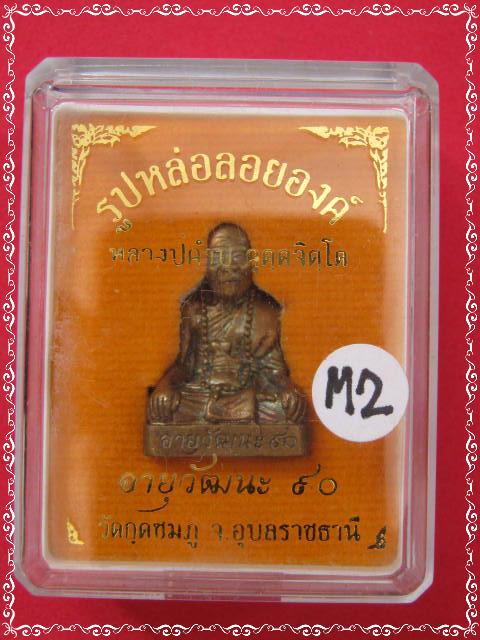 รูปหล่อลอยองค์
หลวงปู่คำบุ คุตฺตจิตฺโต
M2
อายุวัฒนะ ๙๐
อายุวัฒนะ ๙๐
วัดกุดชมภู จ.อุบลราชธานี